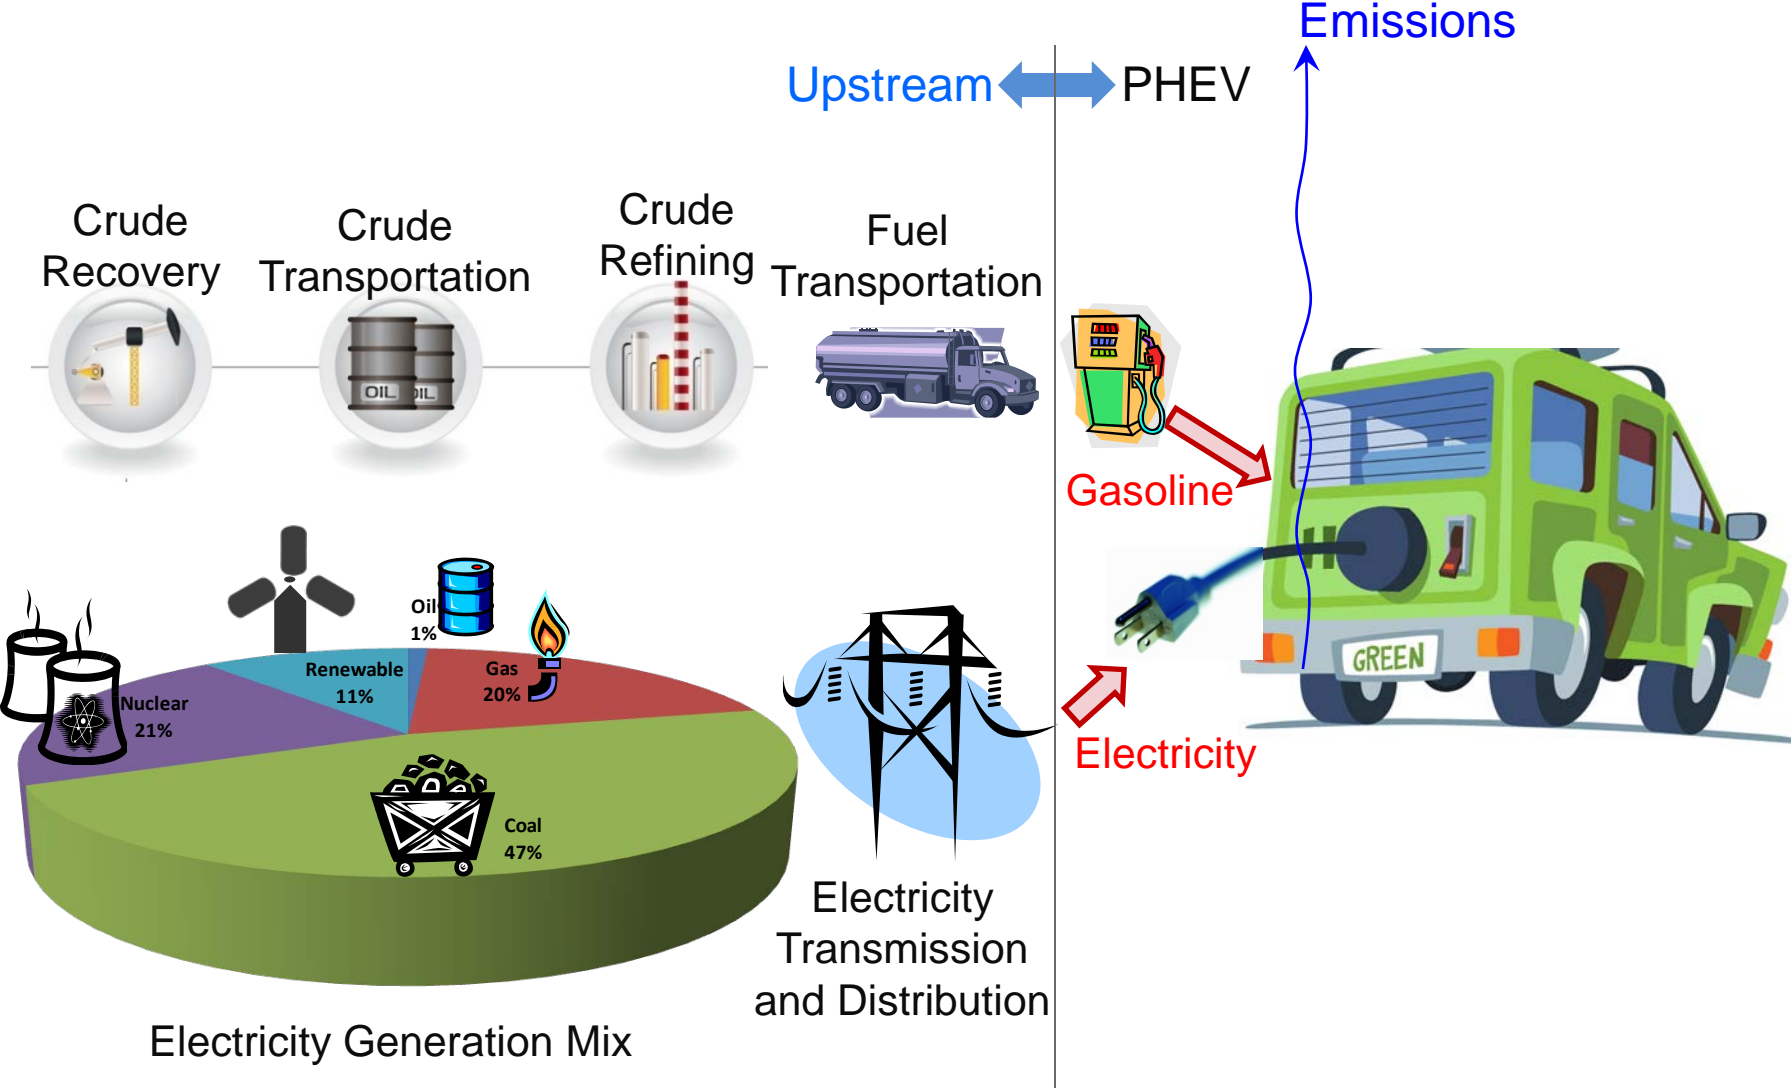 Emissions
Upstream
PHEV
Crude
Recovery
Crude
Transportation
Crude
Refining
Fuel
Transportation
OIL
OIL
Gasoline
Oil
1%
Renewable
11%
Gas
20%
Nuclear
21%
Coal
47%
GREEN
Electricity
Electricity
Transmission
and Distribution
Electricity Generation Mix